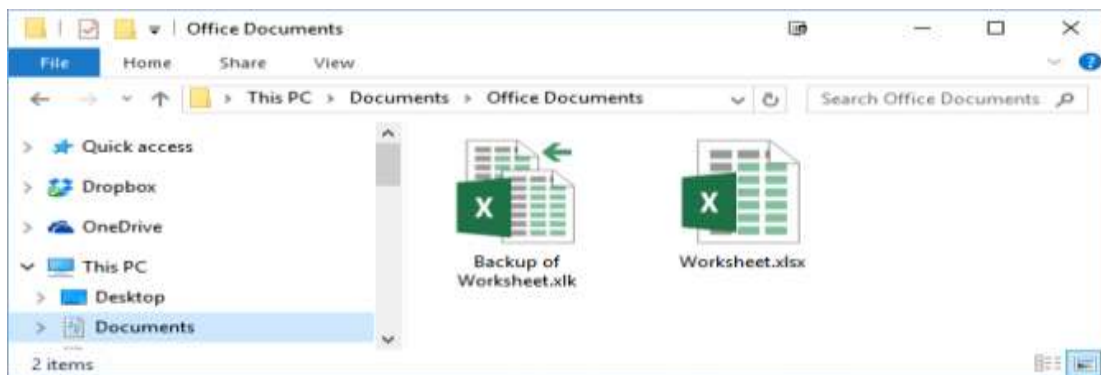 Office Documents
File Home Share View
This PC Documents Office Documents Search Office Documents
Quick access
Dropbox
OneDrive
This PC
Desktop
Documents
Backup of
Worksheet.xlk
Worksheet.xlsx
2 items